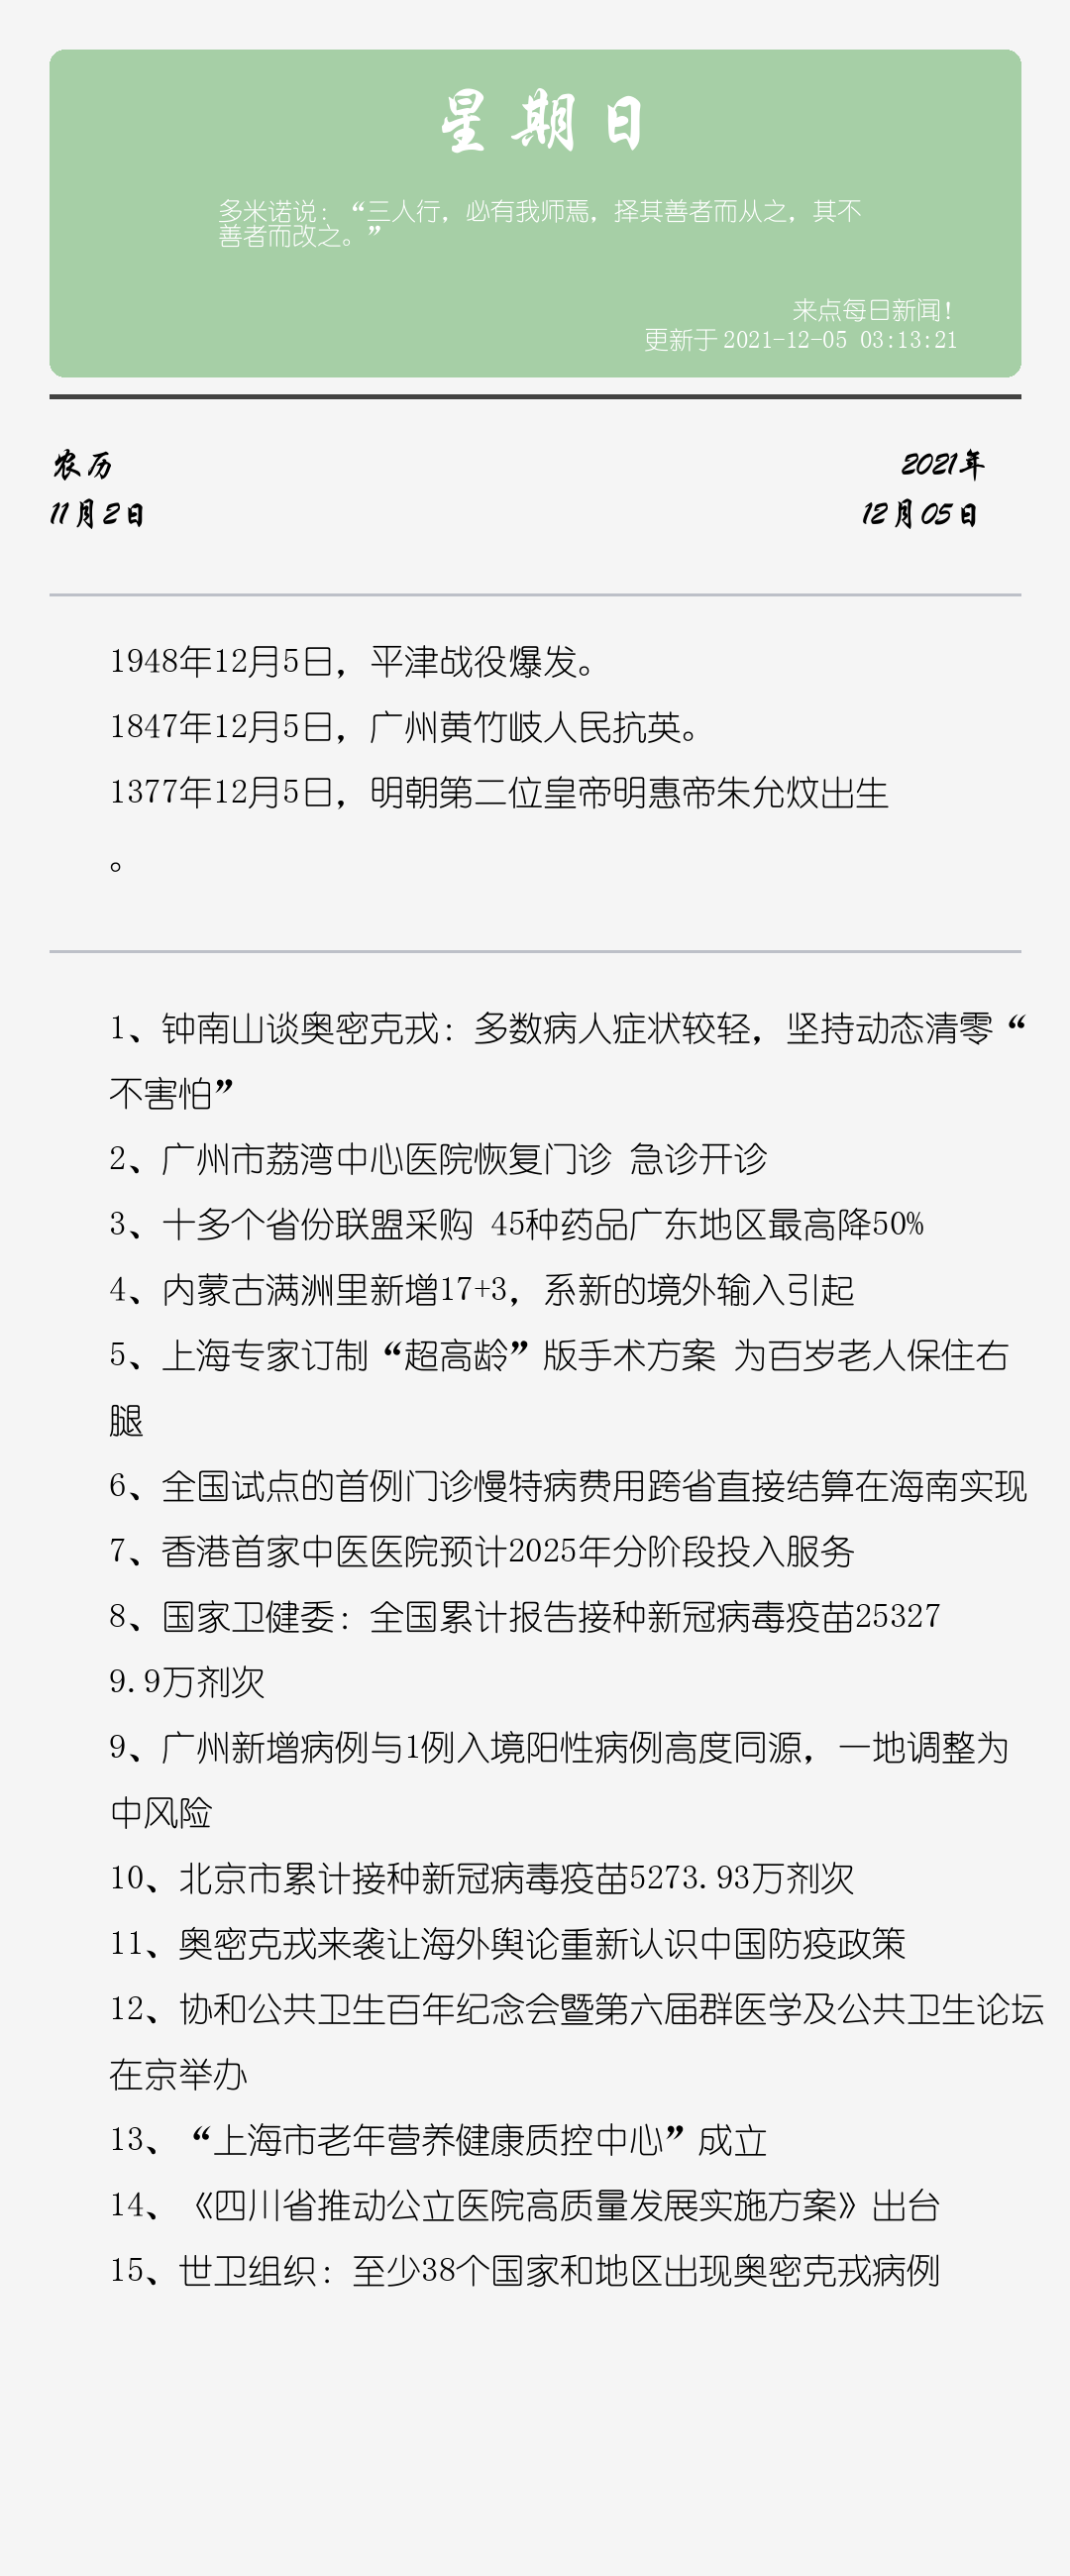 星期日
多米诺说：“三人行，必有我师焉，择其善者而从之，其不
善者而改之。”
来点每日新闻！
更新于2021-12-05 03:13:21
农历
2021年
11月2日
12月05日
1948年12月5日，平津战役爆发。
1847年12月5日，广州黄竹岐人民抗英。
1377年12月5日，明朝第二位皇帝明惠帝朱允炆出生
。
1、钟南山谈奥密克戎：多数病人症状较轻，坚持动态清零“
不害怕”
2、广州市荔湾中心医院恢复门诊 急诊开诊
3、十多个省份联盟采购 45种药品广东地区最高降50%
4、内蒙古满洲里新增17+3，系新的境外输入引起
5、上海专家订制“超高龄”版手术方案 为百岁老人保住右
腿
6、全国试点的首例门诊慢特病费用跨省直接结算在海南实现
7、香港首家中医医院预计2025年分阶段投入服务
8、国家卫健委：全国累计报告接种新冠病毒疫苗25327
9.9万剂次
9、广州新增病例与1例入境阳性病例高度同源，一地调整为
中风险
10、北京市累计接种新冠病毒疫苗5273.93万剂次
11、奥密克戎来袭让海外舆论重新认识中国防疫政策
12、协和公共卫生百年纪念会暨第六届群医学及公共卫生论坛
在京举办
13、“上海市老年营养健康质控中心”成立
14、《四川省推动公立医院高质量发展实施方案》出台
15、世卫组织：至少38个国家和地区出现奥密克戎病例